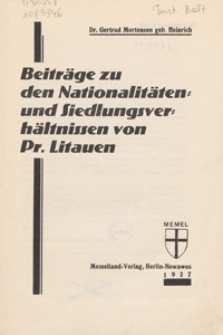 Dr. Gertrud Mortensen geb. Heinrich
Beiträge zu
den Nationalitäten=
und Siedlungsver=
hältnissen von
Pr. Litauen
MEMEL
Memelland-Verlag, Berlin-Nowawes
1927